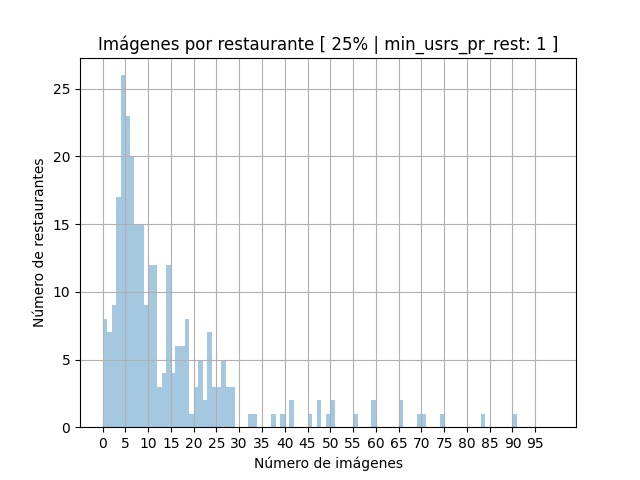 Imágenes por restaurante [ 25% | min_usrs_pr_rest: 1 ]
Número de restaurantes
25
20
15
10
5
0
0 5 10 15 20 25 30 35 40 45 50 55 60 65 70 75 80 85 90 95
Número de imágenes